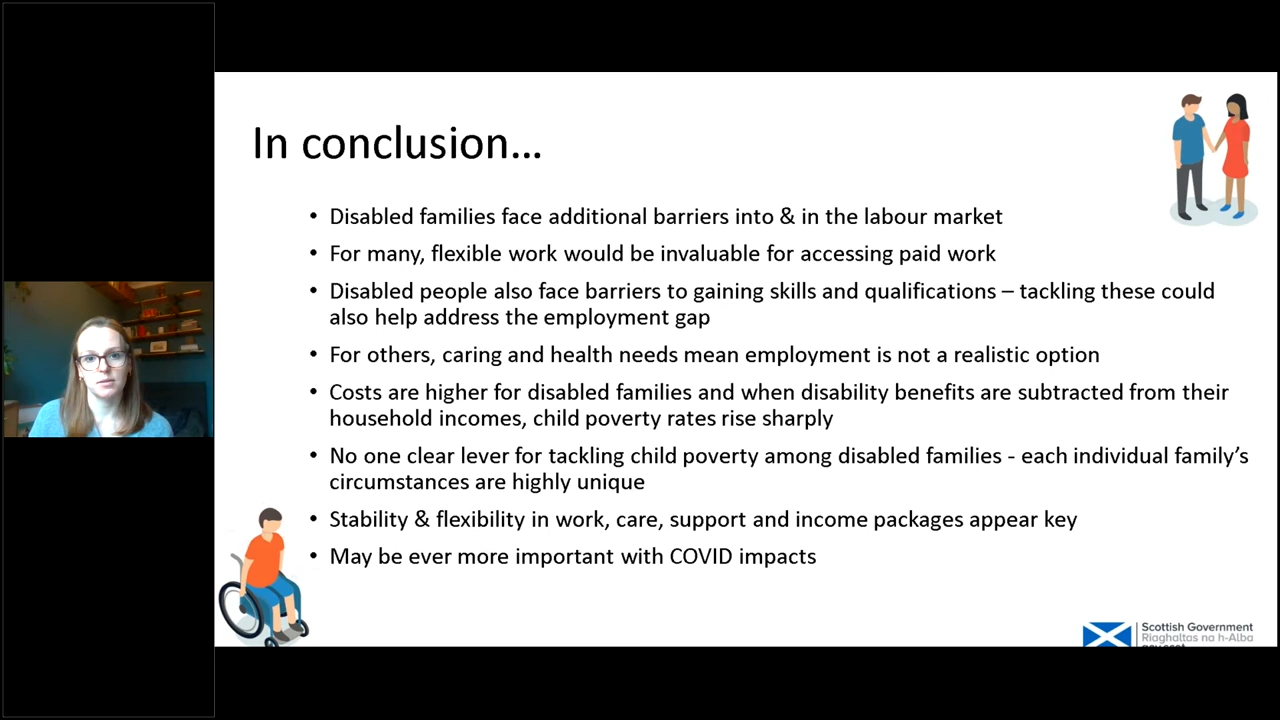 In conclusion...
• Disabled families face additional barriers into & in the labour market
• For many, flexible work would be invaluable for accessing paid work
• Disabled people also face barriers to gaining skills and qualifications – tackling these could
also help address the employment gap
• For others, caring and health needs mean employment is not a realistic option
• Costs are higher for disabled families and when disability benefits are subtracted from their
household incomes, child poverty rates rise sharply
• No one clear lever for tackling child poverty among disabled families - each individual family’s
circumstances are highly unique
• Stability & flexibility in work, care, support and income packages appear key
• May be ever more important with COVID impacts
Scottish Government
Riaghaltas na h-Alba